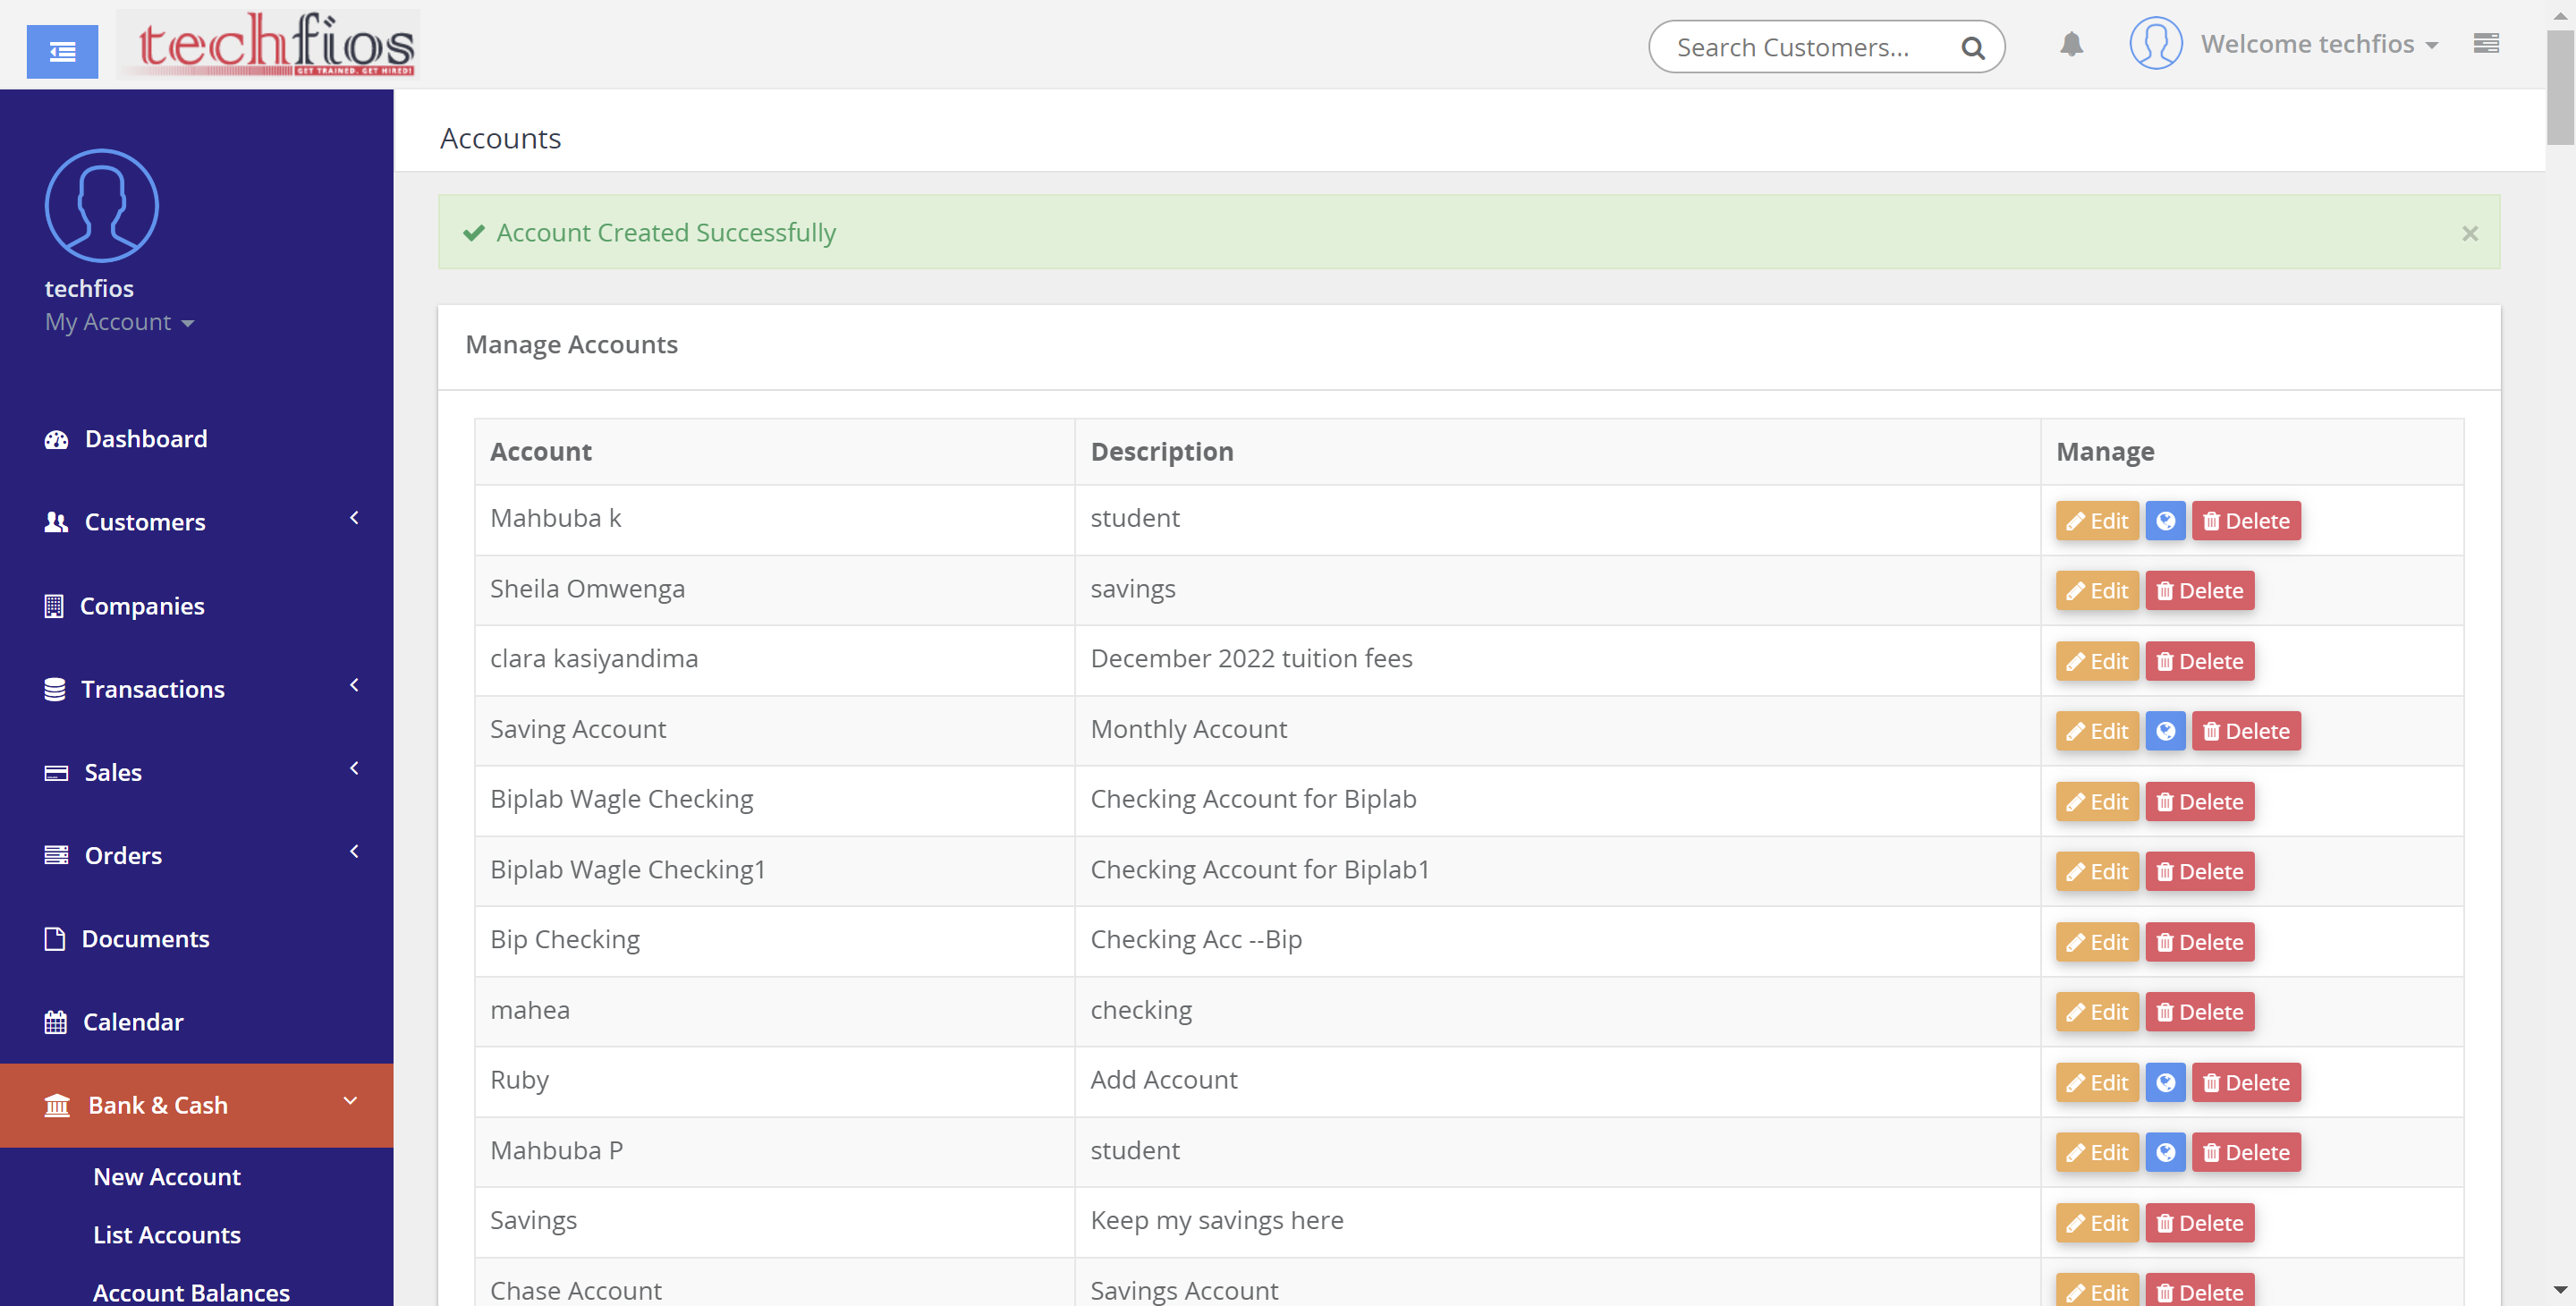 techfios
GET TRAINED. GET HIRED!
Search Customers...
Welcome techfios
techfios
My Account
Dashboard
Customers
Companies
Transactions
Sales
Orders
Documents
Calendar
Bank & Cash
New Account
List Accounts
Account Balances
Accounts
Account Created Successfully
×
Manage Accounts
Account Description Manage
Mahbuba k student Edit Delete
Sheila Omwenga savings Edit Delete
clara kasiyandima December 2022 tuition fees Edit Delete
Saving Account Monthly Account Edit Delete
Biplab Wagle Checking Checking Account for Biplab Edit Delete
Biplab Wagle Checking1 Checking Account for Biplab1 Edit Delete
Bip Checking Checking Acc --Bip Edit Delete
mahea checking Edit Delete
Ruby Add Account Edit Delete
Mahbuba P student Edit Delete
Savings Keep my savings here Edit Delete
Chase Account Savings Account Edit Delete